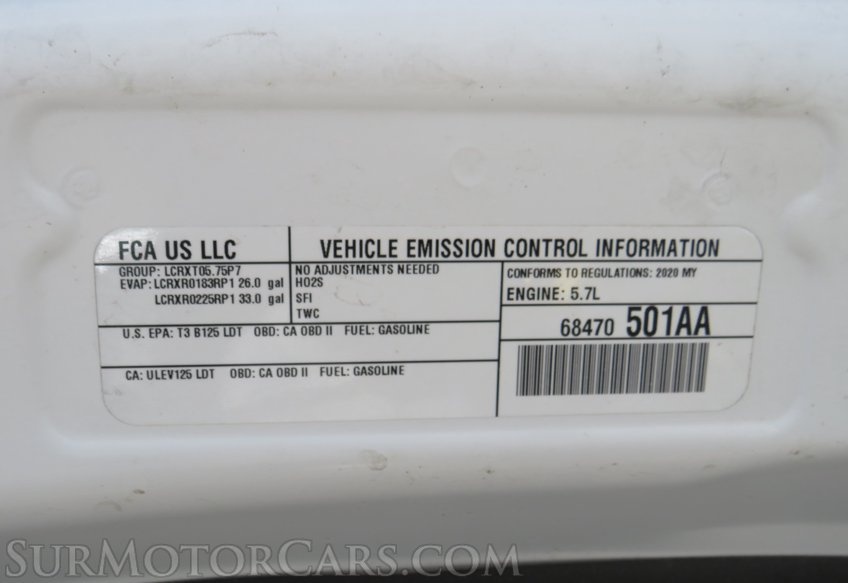 FCA US LLC
VEHICLE EMISSION CONTROL INFORMATION
GROUP: LCRXT05.75P7
EVAP: LCRXR0183RP1 26.0 gal
LCRXR0225RP1 33.0 gal
NO ADJUSTMENTS NEEDED
HO2S
SFI
TWC
CONFORMS TO REGULATIONS: 2020 MY
ENGINE: 5.7L
U.S. EPA: T3 B125 LDT OBD: CA OBD II FUEL: GASOLINE
68470 501AA
CA: ULEV125 LDT OBD: CA OBD II FUEL: GASOLINE
SURMOTORCARS.COM